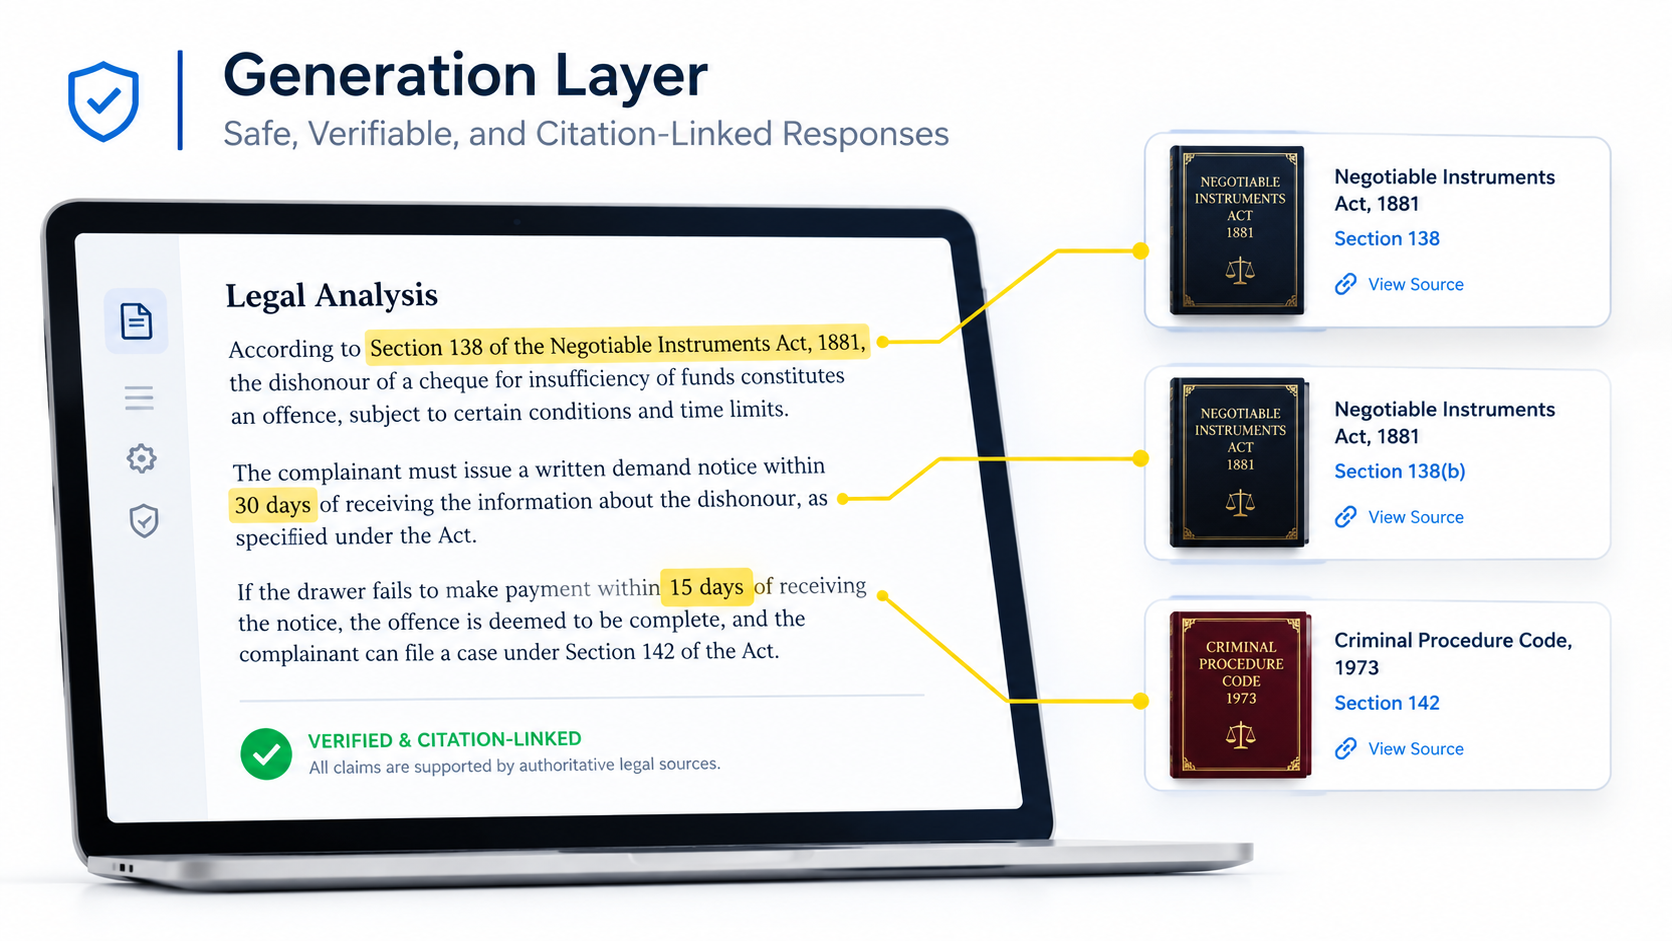 Generation Layer
Safe, Verifiable, and Citation-Linked Responses
Legal Analysis
According to Section 138 of the Negotiable Instruments Act, 1881,
the dishonour of a cheque for insufficiency of funds constitutes
an offence, subject to certain conditions and time limits.
The complainant must issue a written demand notice within
30 days of receiving the information about the dishonour, as
specified under the Act.
If the drawer fails to make payment within 15 days of receiving
the notice, the offence is deemed to be complete, and the
complainant can file a case under Section 142 of the Act.
VERIFIED & CITATION-LINKED
All claims are supported by authoritative legal sources.
NEGOTIABLE
INSTRUMENTS
ACT
1881
Negotiable Instruments
Act, 1881
Section 138
View Source
NEGOTIABLE
INSTRUMENTS
ACT
1881
Negotiable Instruments
Act, 1881
Section 138(b)
View Source
CRIMINAL
PROCEDURE
CODE
1973
Criminal Procedure Code,
1973
Section 142
View Source